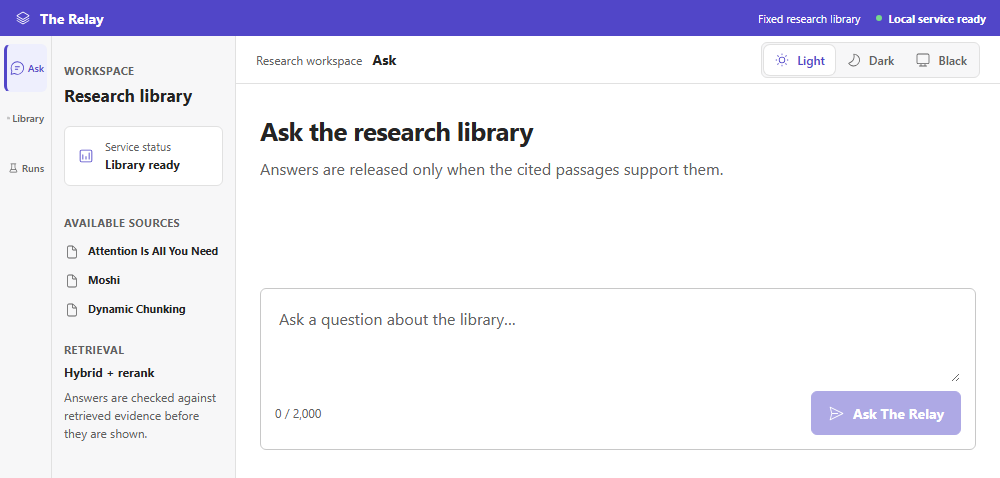 The Relay
Fixed research library
Local service ready
Ask
Library
Runs
WORKSPACE
Research library
Service status
Library ready
AVAILABLE SOURCES
Attention Is All You Need
Moshi
Dynamic Chunking
RETRIEVAL
Hybrid + rerank
Answers are checked against
retrieved evidence before
they are shown.
Research workspace Ask
Light
Dark
Black
Ask the research library
Answers are released only when the cited passages support them.
Ask a question about the library...
0 / 2,000
Ask The Relay